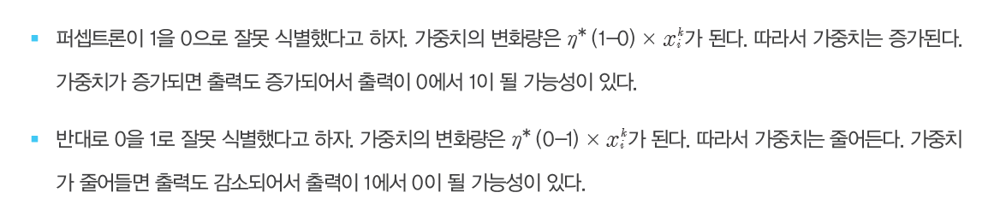 ▪ 퍼셉트론이 1을 0으로 잘못 식별했다고 하자. 가중치의 변화량은 η*(1-0) × xᵢᵏ가 된다. 따라서 가중치는 증가된다.
가중치가 증가되면 출력도 증가되어서 출력이 0에서 1이 될 가능성이 있다.
▪ 반대로 0을 1로 잘못 식별했다고 하자. 가중치의 변화량은 η*(0-1) × xᵢᵏ가 된다. 따라서 가중치는 줄어든다. 가중치
가 줄어들면 출력도 감소되어서 출력이 1에서 0이 될 가능성이 있다.